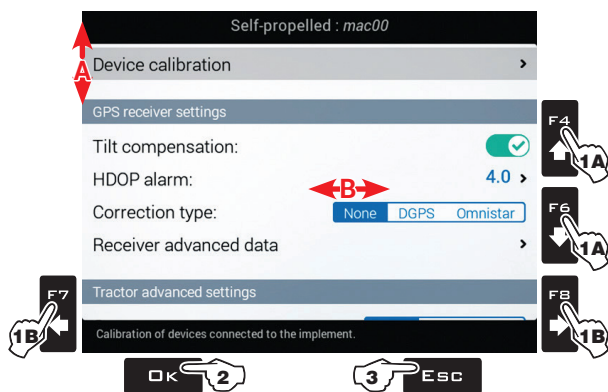 Self-propelled : mac00
A
Device calibration
GPS receiver settings
F4
1A
Tilt compensation:
HDOP alarm: 4.0
B
Correction type: None DGPS Omnistar
F6
1A
Receiver advanced data
F7
1B
Tractor advanced settings
F8
1B
Calibration of devices connected to the implement.
OK 2
3 ESC